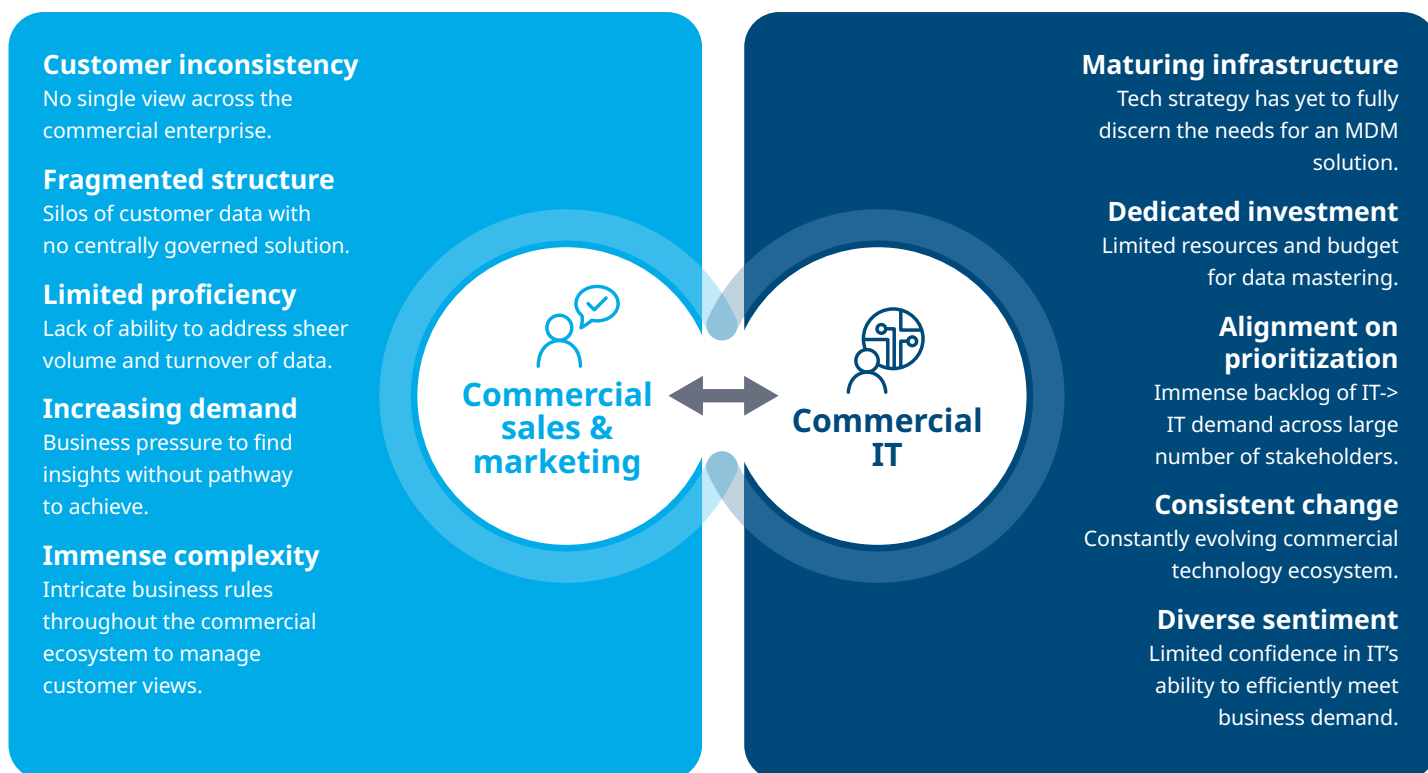 Customer inconsistency
No single view across the
commercial enterprise.
Fragmented structure
Silos of customer data with
no centrally governed solution.
Limited proficiency
Lack of ability to address sheer
volume and turnover of data.
Increasing demand
Business pressure to find
insights without pathway
to achieve.
Immense complexity
Intricate business rules
throughout the commercial
ecosystem to manage
customer views.
Commercial
sales &
marketing
Commercial
IT
Maturing infrastructure
Tech strategy has yet to fully
discern the needs for an MDM
solution.
Dedicated investment
Limited resources and budget
for data mastering.
Alignment on
prioritization
Immense backlog of IT->
IT demand across large
number of stakeholders.
Consistent change
Constantly evolving commercial
technology ecosystem.
Diverse sentiment
Limited confidence in IT’s
ability to efficiently meet
business demand.